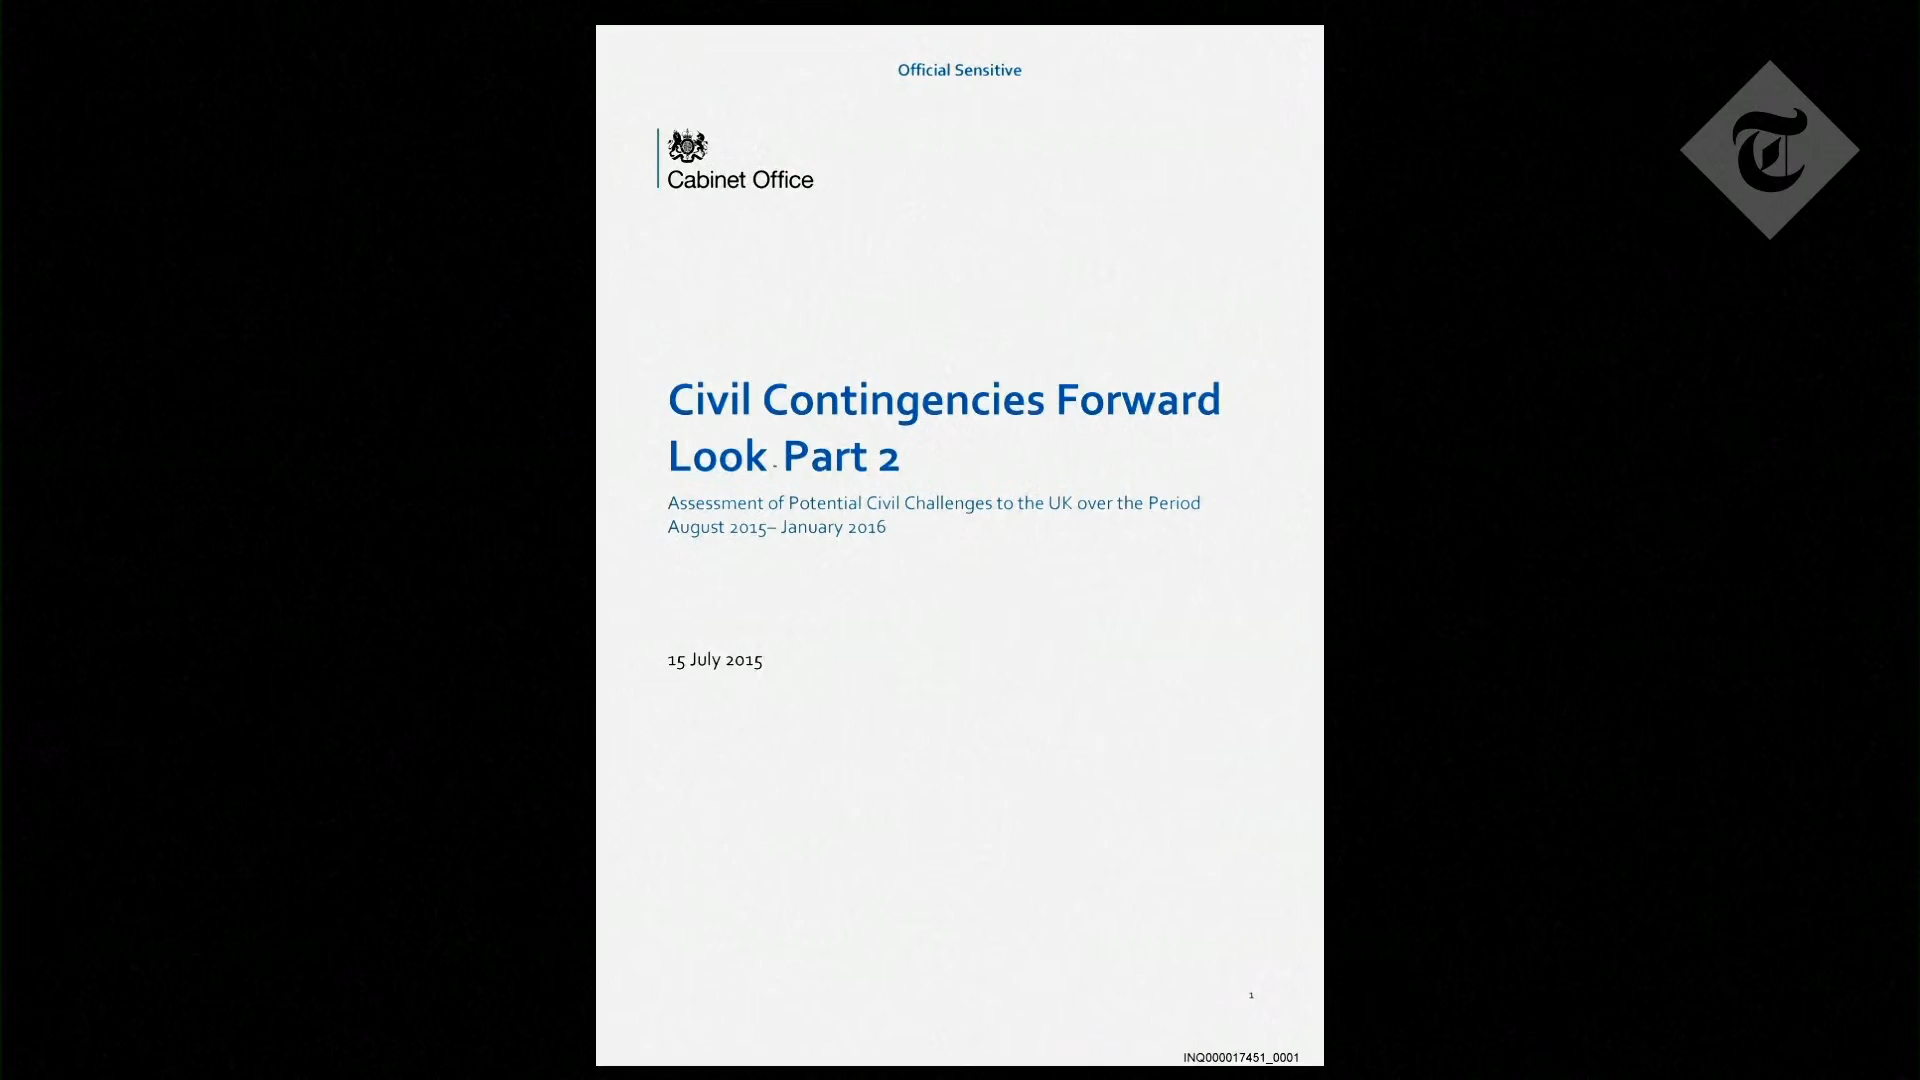 Official Sensitive
Cabinet Office
Civil Contingencies Forward
Look - Part 2
Assessment of Potential Civil Challenges to the UK over the Period
August 2015– January 2016
15 July 2015
1
INQ000017451_0001
T